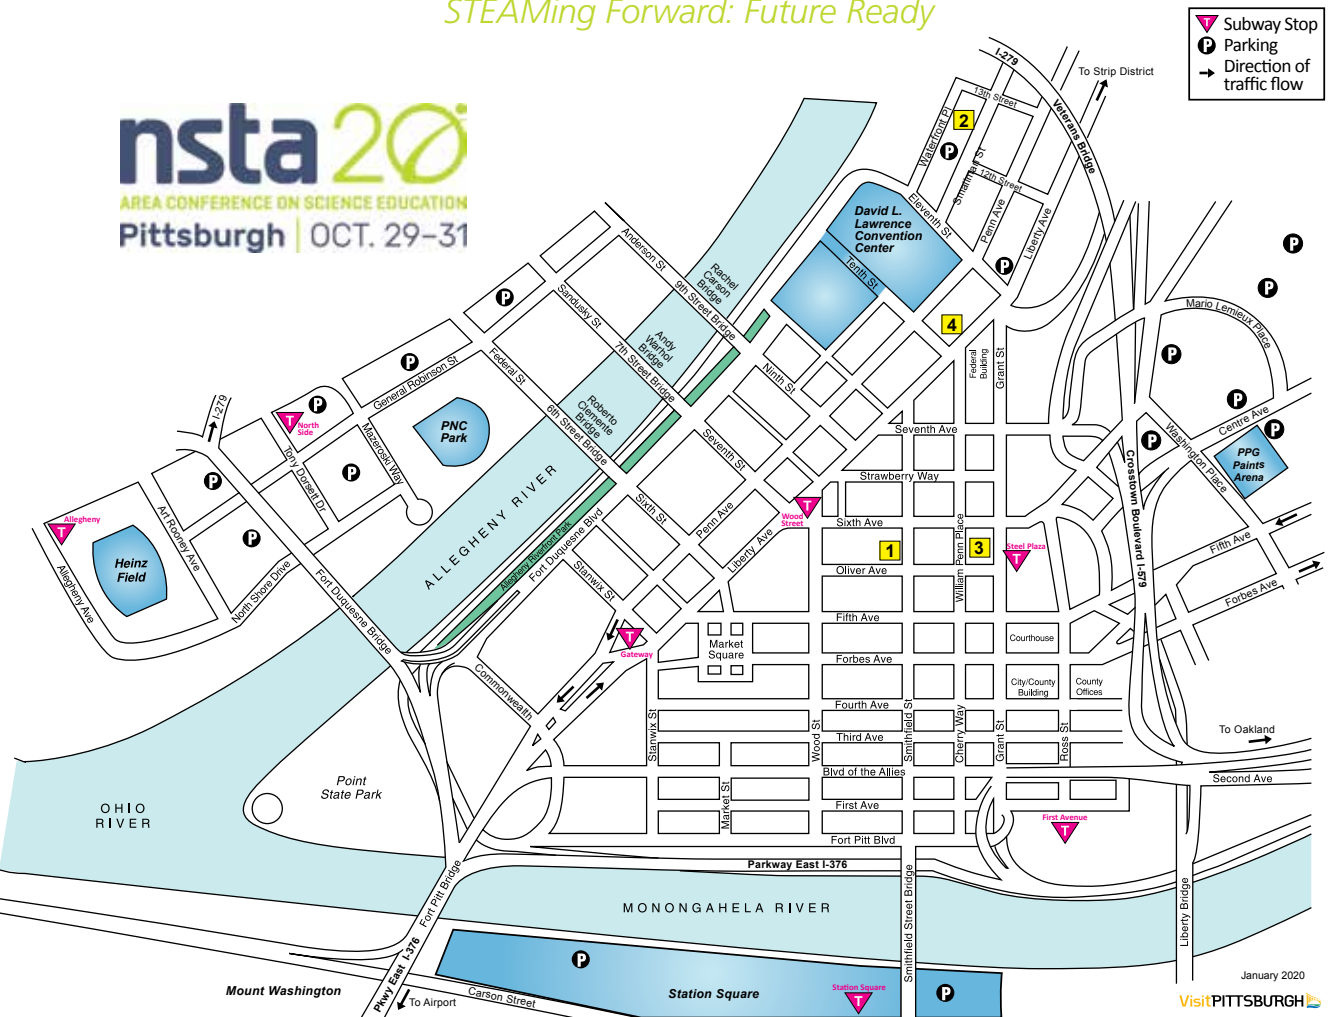 STEAMing Forward: Future Ready
T Subway Stop
P Parking
Direction of
traffic flow
nsta20
AREA CONFERENCE ON SCIENCE EDUCATION
Pittsburgh | OCT. 29–31
I-279
To Strip District
13th Street
Veterans Bridge
Waterfront Pl
2
P
Smallman St
12th Street
Penn Ave
Liberty Ave
Eleventh St
David L.
Lawrence
Convention
Center
Tenth St
P
P
P
Mario Lemieux Place
P
P
Centre Ave
P
P
Washington Place
PPG
Paints
Arena
Anderson St
Rachel
Carson
Bridge
9th Street Bridge
Sandusky St
Andy
Warhol
Bridge
7th Street Bridge
P
Federal St
Roberto
Clemente
Bridge
6th Street Bridge
P
General Robinson St
I-279
T
North
Side
P
Mazeroski Way
PNC
Park
Tony Dorsett Dr
P
P
Art Rooney Ave
P
Allegheny
T
Heinz
Field
Allegheny Ave
North Shore Drive
Fort Duquesne Bridge
ALLEGHENY RIVER
Allegheny Riverfront Park
Fort Duquesne Blvd
4
Federal
Building
Grant St
Ninth St
Seventh St
Seventh Ave
Strawberry Way
Sixth St
Penn Ave
Liberty Ave
Wood
Street
T
Sixth Ave
1
William Penn Place
3
Steel Plaza
T
Oliver Ave
Crosstown Boulevard I-579
Fifth Ave
Forbes Ave
Stanwix St
T
Gateway
Fifth Ave
Market
Square
Courthouse
Forbes Ave
City/County
Building
County
Offices
Commonwealth
Fourth Ave
Stanwix St
Wood St
Smithfield St
Cherry Way
Grant St
Ross St
Third Ave
To Oakland
Blvd of the Allies
Second Ave
Market St
First Ave
First Avenue
T
Point
State Park
OHIO
RIVER
Fort Pitt Blvd
Parkway East I-376
Fort Pitt Bridge
Smithfield Street Bridge
Liberty Bridge
MONONGAHELA RIVER
Pkwy East I-376
P
Station Square
Station Square
T
P
Mount Washington
To Airport
Carson Street
January 2020
VisitPITTSBURGH